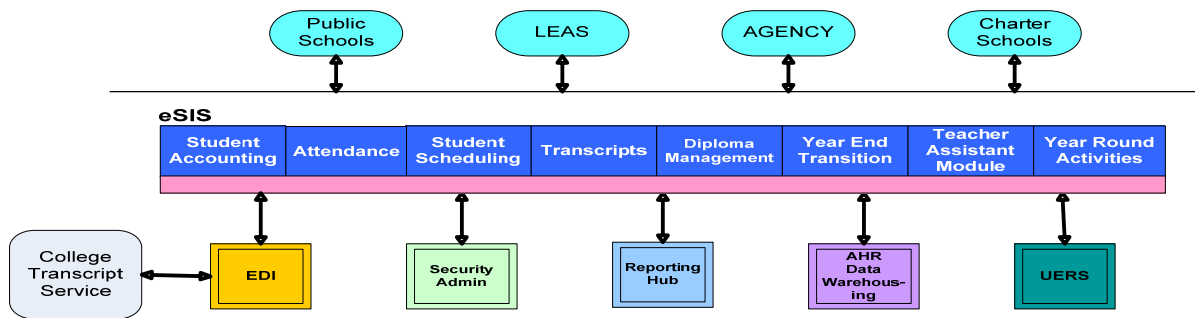 Public
Schools
LEAS
AGENCY
Charter
Schools
eSIS
Student
Accounting
Attendance
Student
Scheduling
Transcripts
Diploma
Management
Year End
Transition
Teacher
Assistant
Module
Year Round
Activities
College
Transcript
Service
EDI
Security
Admin
Reporting
Hub
AHR
Data
Warehous-
ing
UERS